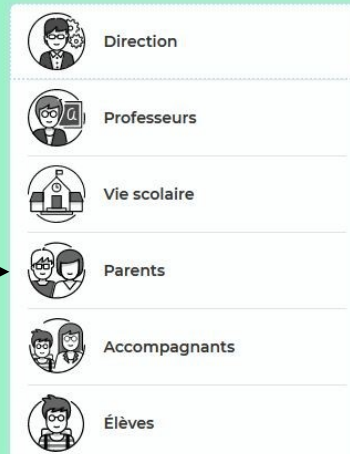 Direction
a
Professeurs
Vie scolaire
Parents
Accompagnants
Élèves